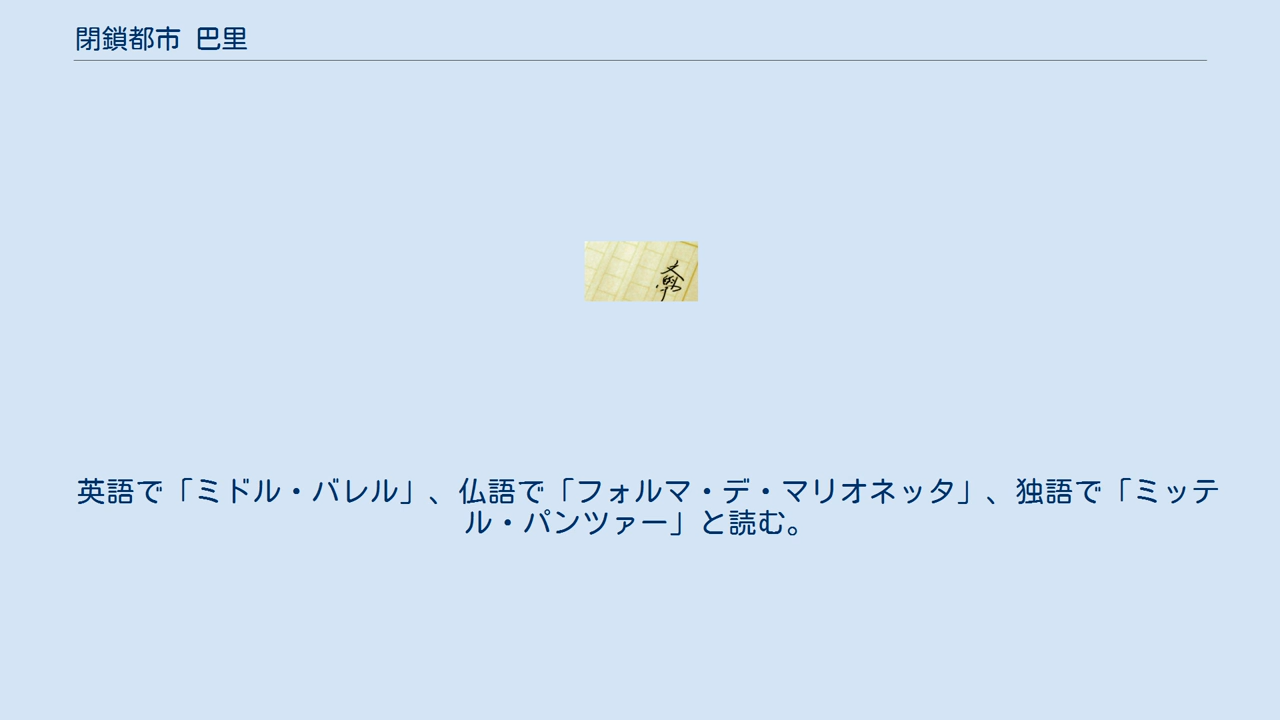 閉鎖都市 巴里
英語で「ミドル・バレル」、仏語で「フォルマ・デ・マリオネッタ」、独語で「ミッテ
ル・パンツァー」と読む。